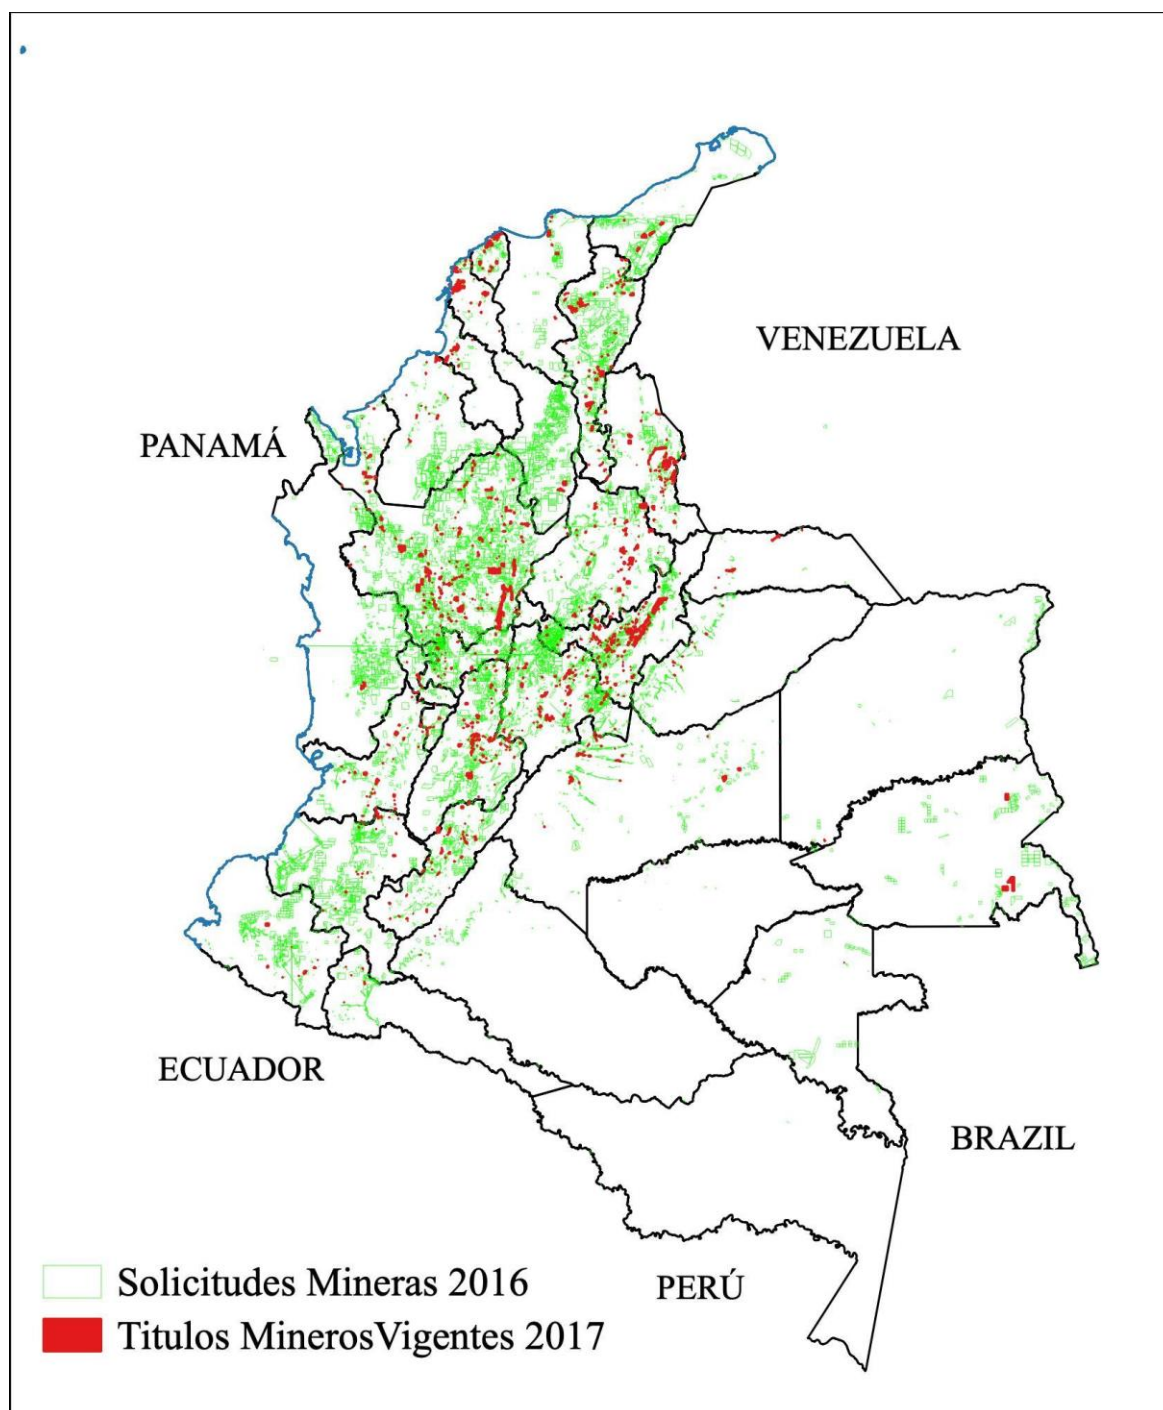 VENEZUELA
PANAMÁ
ECUADOR
BRAZIL
PERÚ
Solicitudes Mineras 2016
Titulos MinerosVigentes 2017